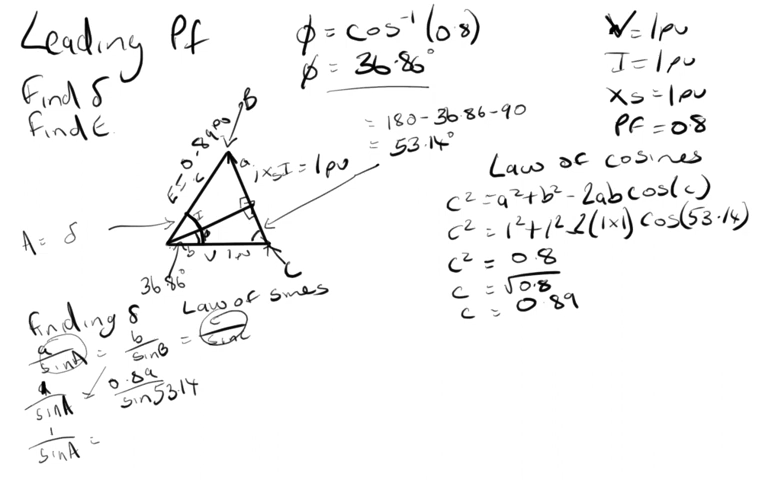 Leading Pf
Find δ
Find E
ϕ = cos⁻¹(0.8)
ϕ = 36.86°
V = 1pu
I = 1pu
Xs = 1pu
PF = 0.8
B
= 180-36.86-90
= 53.14°
E = 0.89pu
c
a
jXsI = 1pu
A = δ
I
b
V 1pu
C
36.86°
Law of cosines
c² = a²+b² - 2ab cos(c)
c² = 1²+1²-2(1×1) cos(53.14)
c² = 0.8
c = √0.8
c = 0.89
Finding δ Law of sines
a/sinA = b/sinB = c/sinC
1/sinA = 0.89/sin53.14
1/sinA =